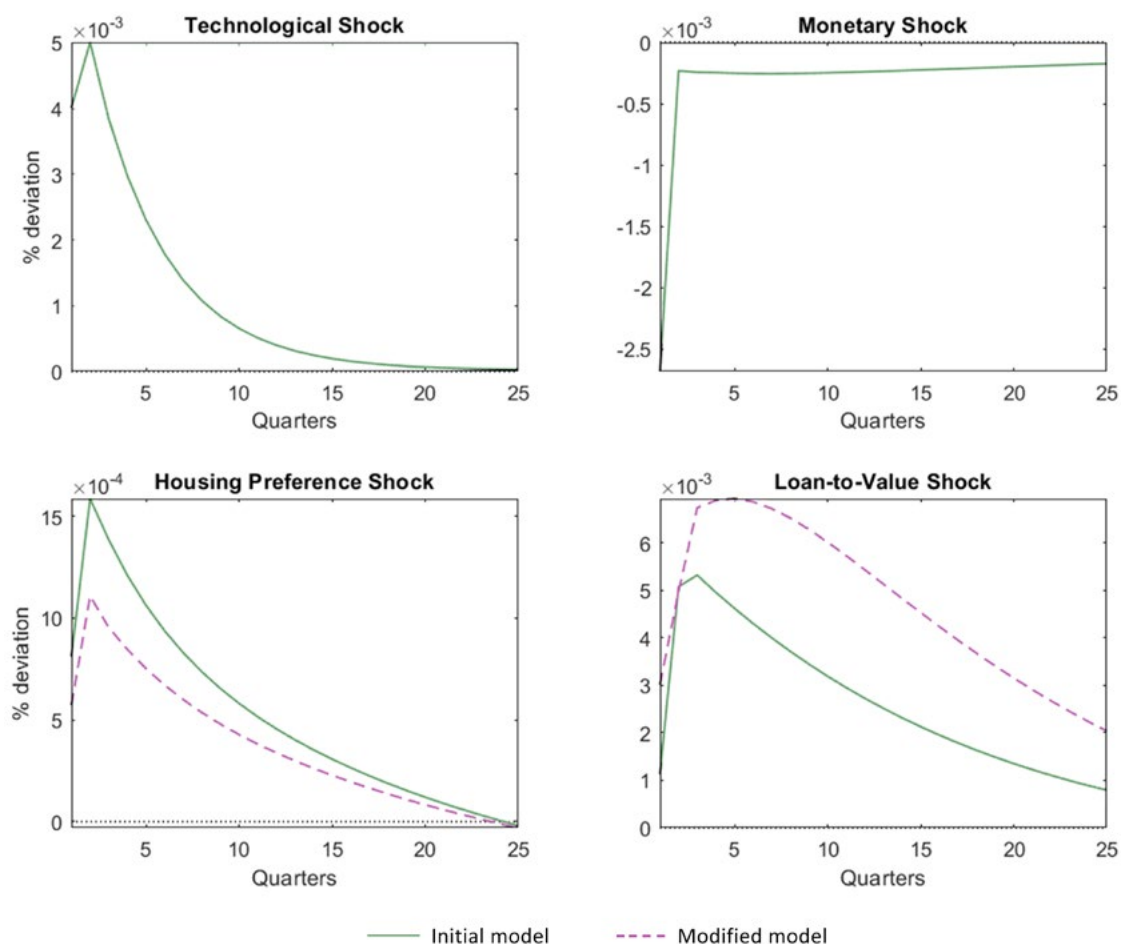 Technological Shock
×10⁻³
5
4
3
2
1
0
% deviation
5 10 15 20 25
Quarters
Monetary Shock
×10⁻³
0
-0.5
-1
-1.5
-2
-2.5
5 10 15 20 25
Quarters
Housing Preference Shock
×10⁻⁴
15
10
5
0
% deviation
5 10 15 20 25
Quarters
Loan-to-Value Shock
×10⁻³
6
5
4
3
2
1
0
5 10 15 20 25
Quarters
Initial model Modified model